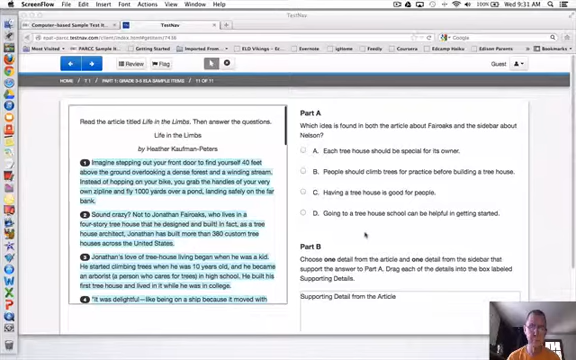 ScreenFlow File Edit Mark Actions Arrange View Window Help
Wed 9:31 AM
TestNav
Computer-based Sample Test It...
TestNav
Most Visited
PARCC Sample Items
ELD Vikings
igHome
Feedly
Coursera
Edcamp Haiku
Edison Parents
Bookmarks
Review
Flag
Guest
HOME
PART 1: GRADE 3-5 ELA SAMPLE ITEMS
11 OF 11
Read the article titled Life in the Limbs. Then answer the questions.
Life in the Limbs
by Heather Kaufman-Peters
1 Imagine stepping out your front door to find yourself 40 feet
above the ground overlooking a dense forest and a winding stream.
Instead of hopping on your bike, you grab the handles of your very
own zipline and fly 1000 yards over a pond, landing safely on the far
bank.
2 Sound crazy? Not to Jonathan Fairoaks, who lives in a
four-story tree house that he designed and built! In fact, as a tree
house architect, Jonathan has built more than 380 custom tree
houses across the United States.
3 Jonathan's love of tree-house living began when he was a kid.
He started climbing trees when he was 10 years old, and he became
an arborist (a person who cares for trees) in high school. He built his
first tree house and lived in it while he was in college.
4 "It was delightful—like being on a ship because it moved with
Part A
Which idea is found in both the article about Fairoaks and the sidebar about
Nelson?
A. Each tree house should be special for its owner.
B. People should climb trees for practice before building a tree house.
C. Having a tree house is good for people.
D. Going to a tree house school can be helpful in getting started.
Part B
Choose one detail from the article and one detail from the sidebar that
support the answer to Part A. Drag each of the details into the box labeled
Supporting Details.
Supporting Detail from the Article